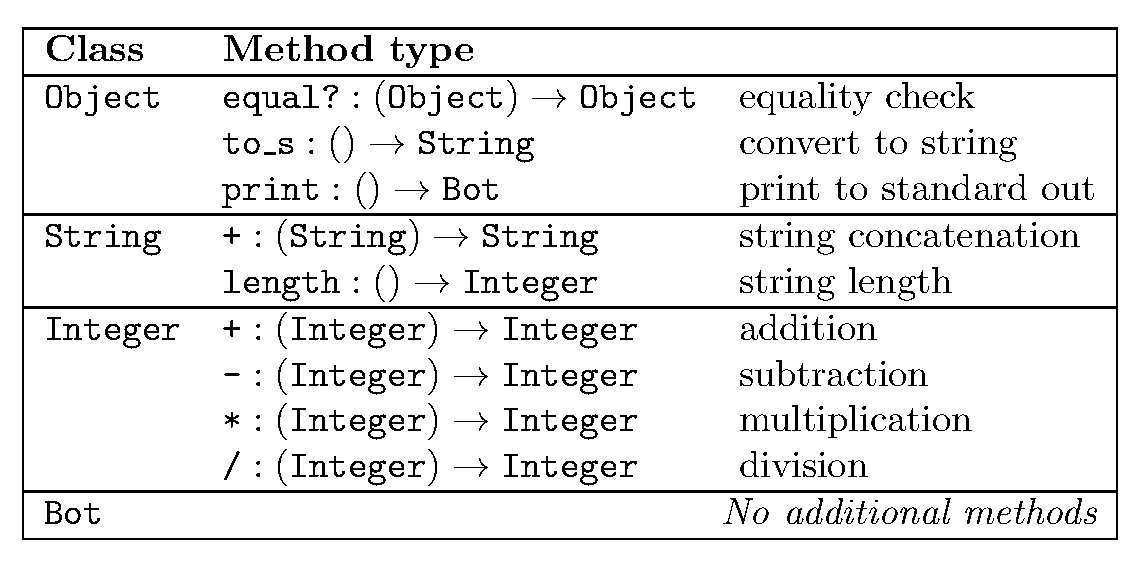 Class Method type
Object equal? : (Object) → Object equality check
to_s : () → String convert to string
print : () → Bot print to standard out
String + : (String) → String string concatenation
length : () → Integer string length
Integer + : (Integer) → Integer addition
- : (Integer) → Integer subtraction
* : (Integer) → Integer multiplication
/ : (Integer) → Integer division
Bot No additional methods